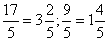 17/5 = 3 2/5; 9/5 = 1 4/5